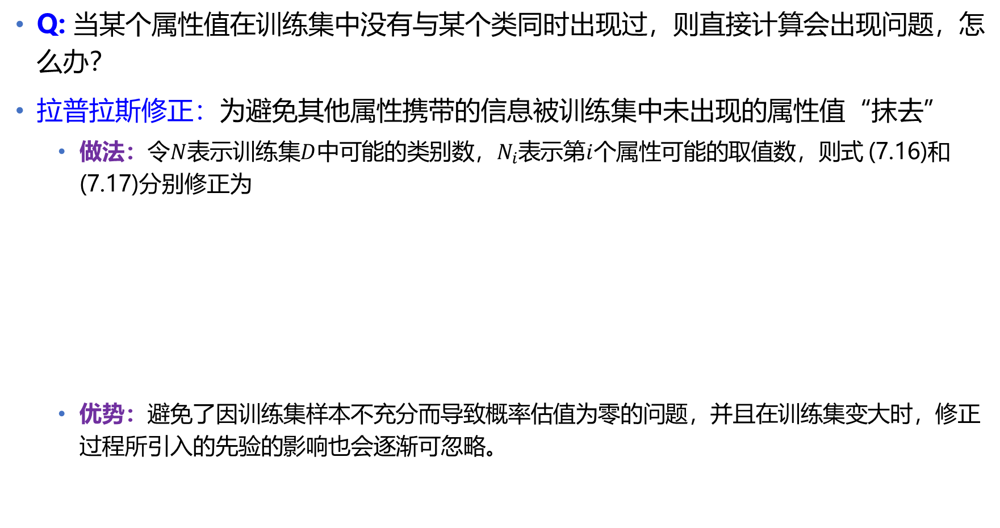 • Q: 当某个属性值在训练集中没有与某个类同时出现过，则直接计算会出现问题，怎
么办？
• 拉普拉斯修正：为避免其他属性携带的信息被训练集中未出现的属性值“抹去”
• 做法：令N表示训练集D中可能的类别数，Nᵢ表示第i个属性可能的取值数，则式 (7.16)和
(7.17)分别修正为
• 优势：避免了因训练集样本不充分而导致概率估值为零的问题，并且在训练集变大时，修正
过程所引入的先验的影响也会逐渐可忽略。